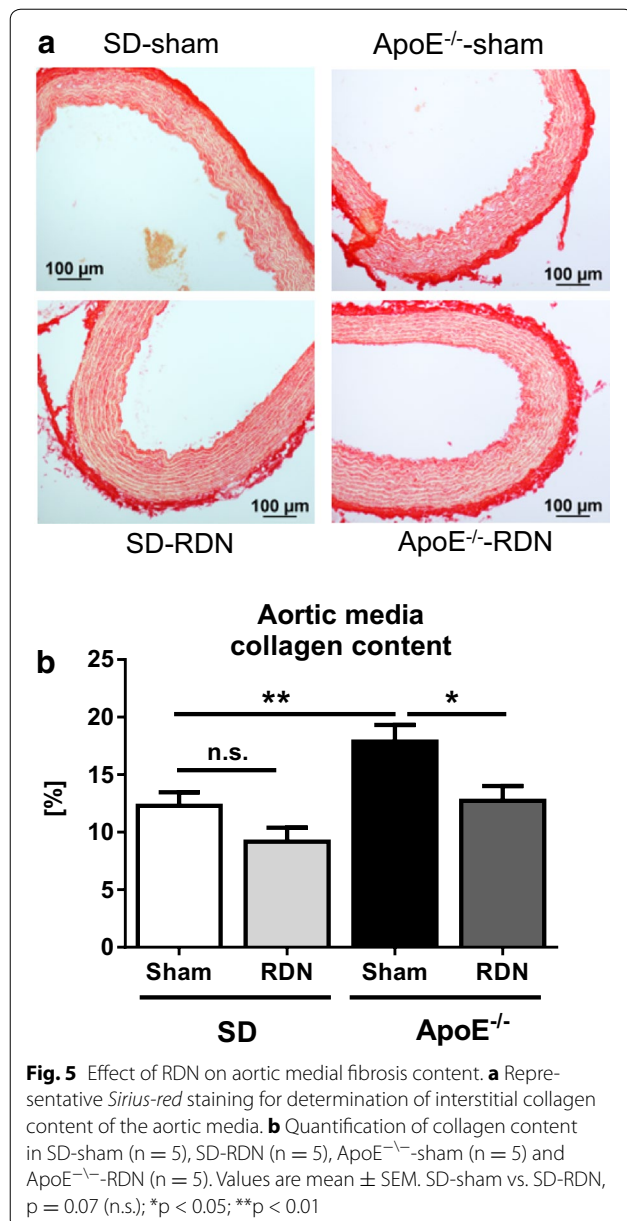 a
SD-sham
ApoE-/--sham
100 µm
100 µm
100 µm
100 µm
SD-RDN
ApoE-/--RDN
b
Aortic media
collagen content
[%]
25
20
15
10
5
0
**
*
n.s.
Sham
RDN
Sham
RDN
SD
ApoE-/-
Fig. 5 Effect of RDN on aortic medial fibrosis content. a Repre-
sentative Sirius-red staining for determination of interstitial collagen
content of the aortic media. b Quantification of collagen content
in SD-sham (n = 5), SD-RDN (n = 5), ApoE−\−-sham (n = 5) and
ApoE−\−-RDN (n = 5). Values are mean ± SEM. SD-sham vs. SD-RDN,
p = 0.07 (n.s.); *p < 0.05; **p < 0.01